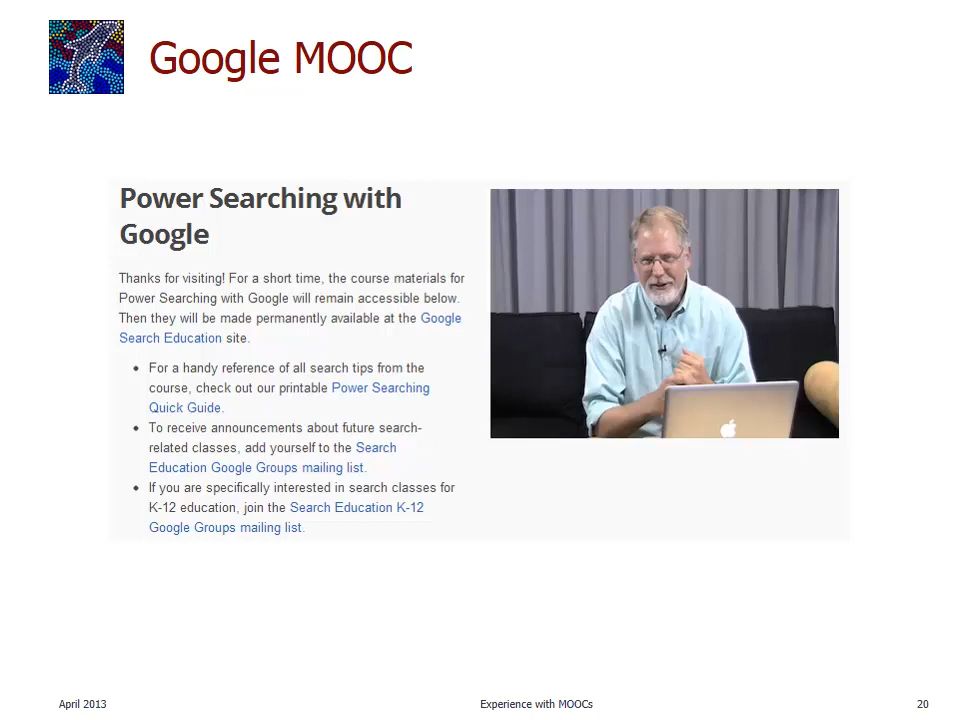 Google MOOC
Power Searching with
Google
Thanks for visiting! For a short time, the course materials for
Power Searching with Google will remain accessible below.
Then they will be made permanently available at the Google
Search Education site.
• For a handy reference of all search tips from the
course, check out our printable Power Searching
Quick Guide.
• To receive announcements about future search-
related classes, add yourself to the Search
Education Google Groups mailing list.
• If you are specifically interested in search classes for
K-12 education, join the Search Education K-12
Google Groups mailing list.
April 2013
Experience with MOOCs
20